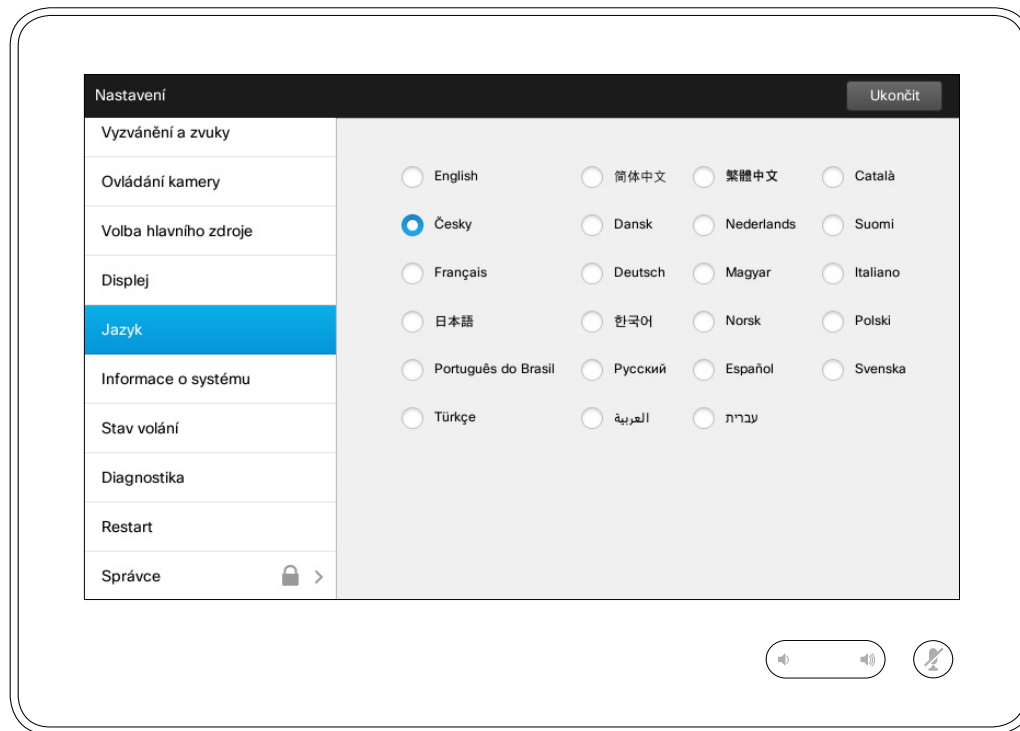 Nastavení
Ukončit
Vyzvánění a zvuky
Ovládání kamery
Volba hlavního zdroje
Displej
Jazyk
Informace o systému
Stav volání
Diagnostika
Restart
Správce
English 简体中文 繁體中文 Català
Česky Dansk Nederlands Suomi
Français Deutsch Magyar Italiano
日本語 한국어 Norsk Polski
Português do Brasil Русский Español Svenska
Türkçe العربية עברית